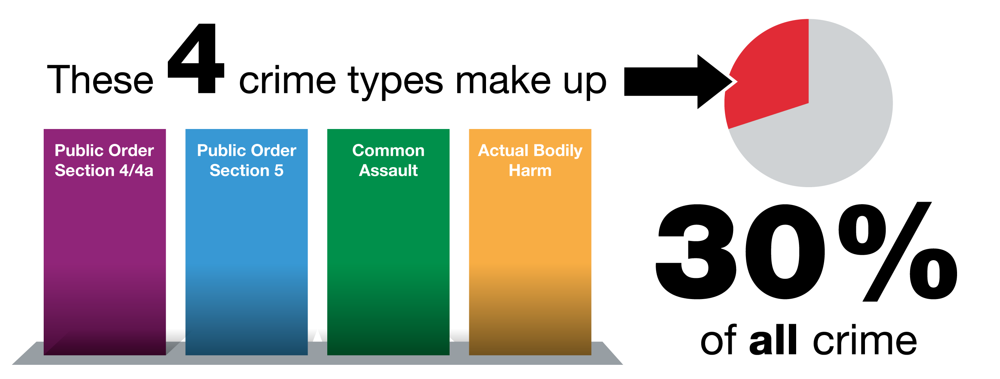 These 4 crime types make up
Public Order
Section 4/4a
Public Order
Section 5
Common
Assault
Actual Bodily
Harm
30%
of all crime